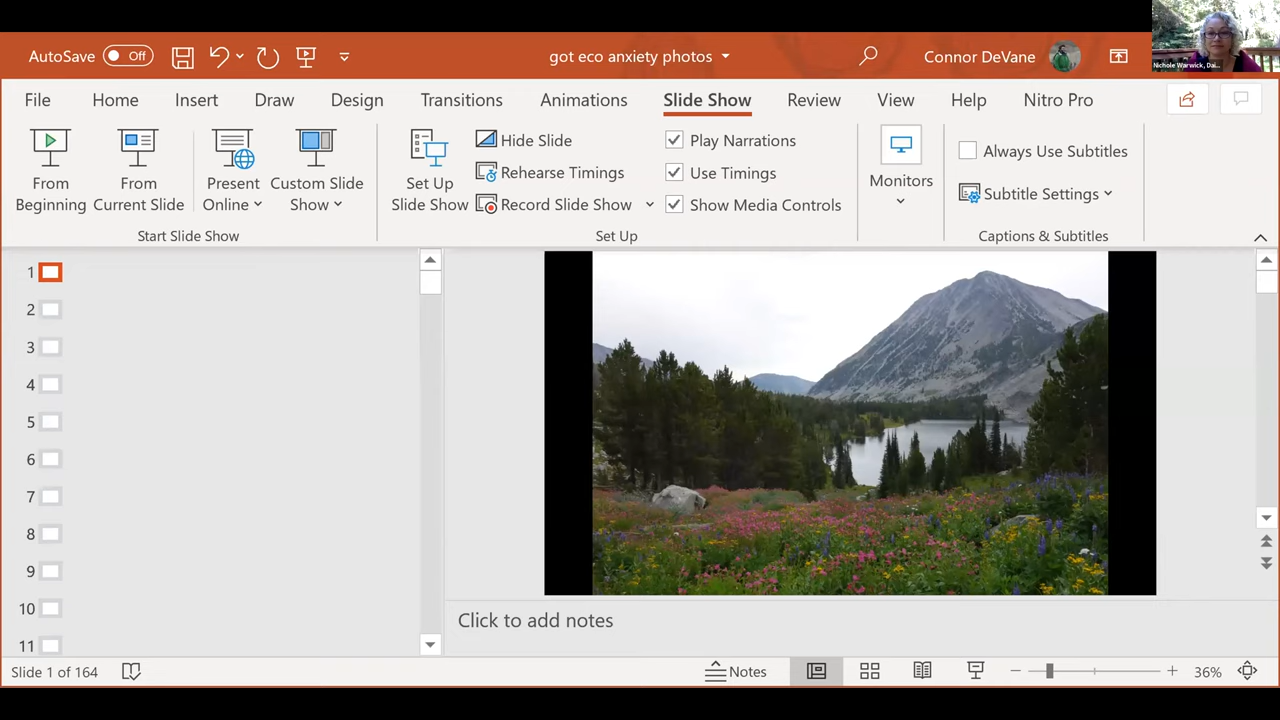 AutoSave Off
got eco anxiety photos
Connor DeVane
Nichole Warwick, Dai...
File Home Insert Draw Design Transitions Animations Slide Show Review View Help Nitro Pro
From Beginning
From Current Slide
Present Online
Custom Slide Show
Start Slide Show
Set Up Slide Show
Hide Slide
Rehearse Timings
Record Slide Show
Play Narrations
Use Timings
Show Media Controls
Set Up
Monitors
Always Use Subtitles
Subtitle Settings
Captions & Subtitles
1
2
3
4
5
6
7
8
9
10
11
Click to add notes
Slide 1 of 164
Notes
36%